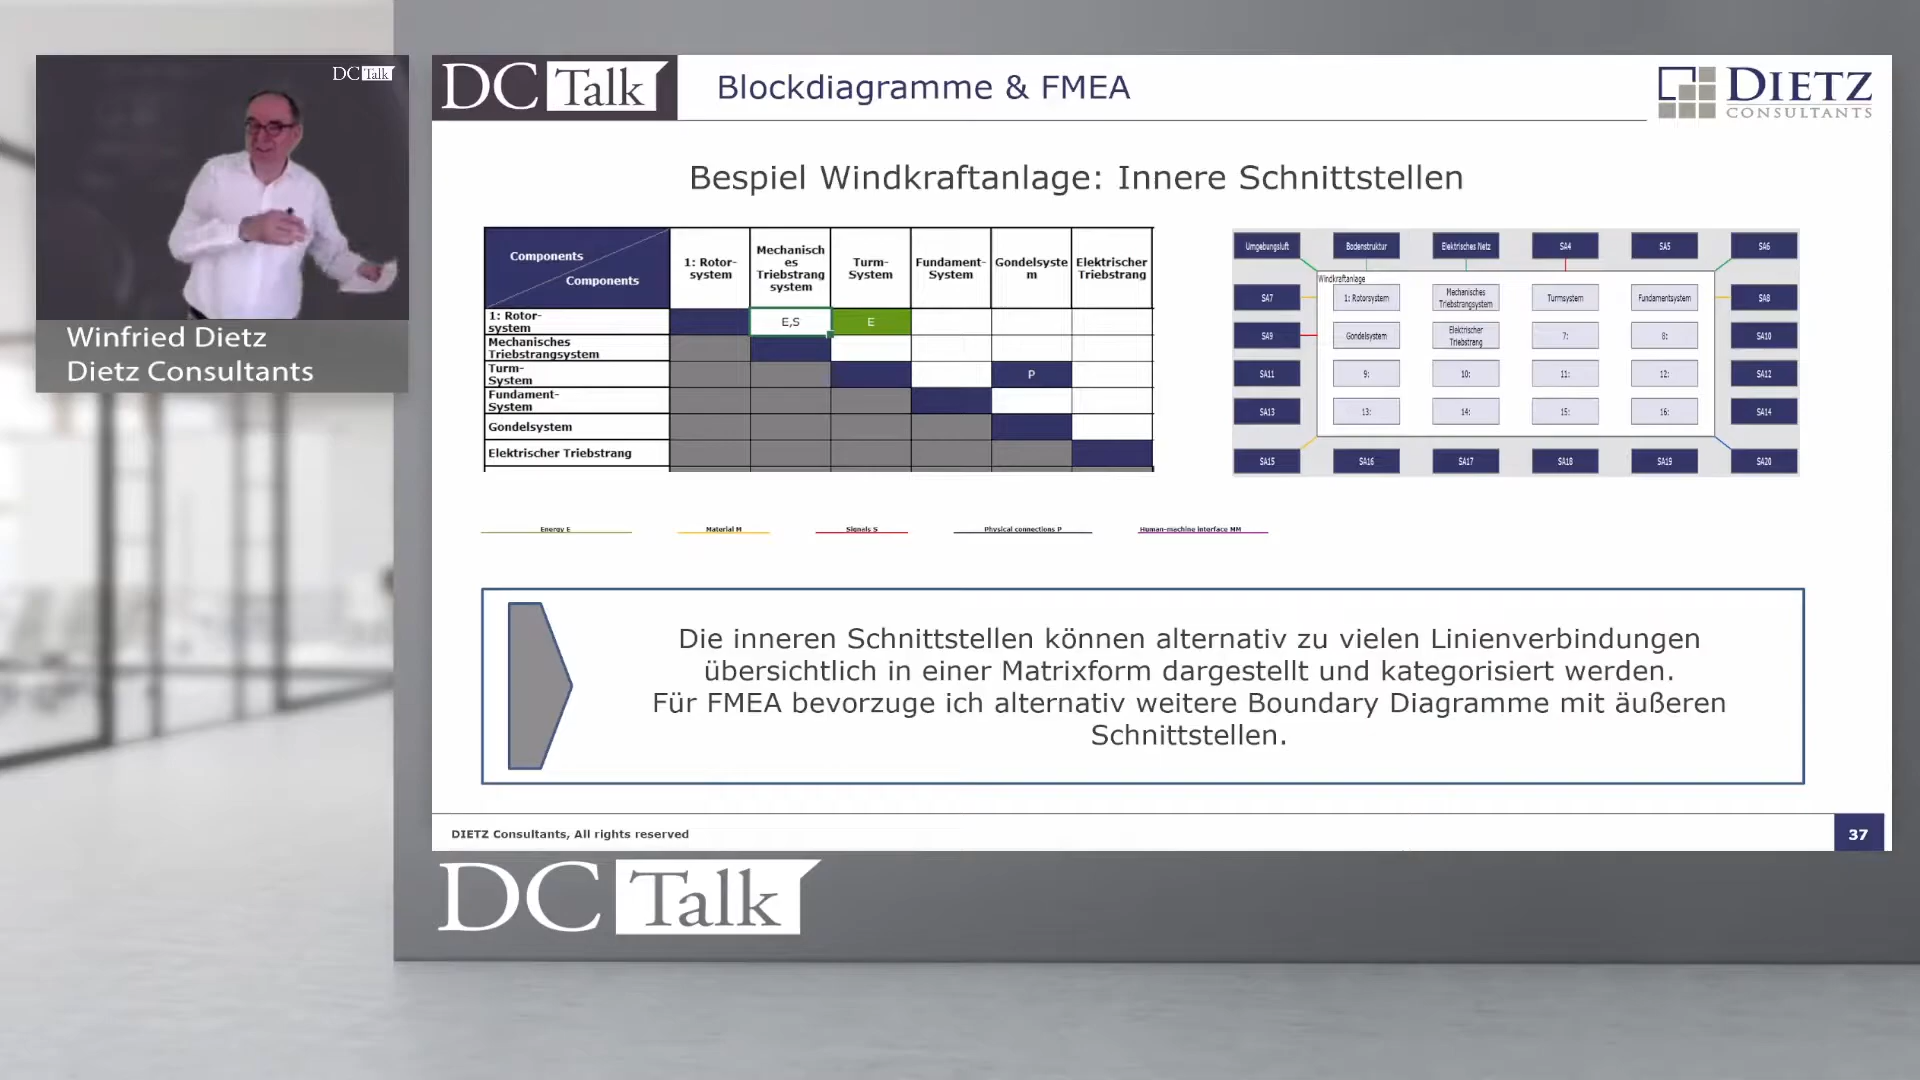 DC Talk
Winfried Dietz
Dietz Consultants
DC Talk
Blockdiagramme & FMEA
DIETZ
CONSULTANTS
Bespiel Windkraftanlage: Innere Schnittstellen
Components
Components
1: Rotor-
system
Mechanisch
es
Triebstrang
system
Turm-
System
Fundament-
System
Gondelsyste
m
Elektrischer
Triebstrang
1: Rotor-
system
E,S
E
Mechanisches
Triebstrangsystem
Turm-
System
P
Fundament-
System
Gondelsystem
Elektrischer Triebstrang
Umgebungsluft
Bodenstruktur
Elektrisches Netz
SA4
SA5
SA6
Windkraftanlage
SA7
1: Rotorsystem
Mechanisches
Triebstrangsystem
Turmsystem
Fundamentsystem
SA8
SA9
Gondelsystem
Elektrischer
Triebstrang
7:
8:
SA10
SA11
9:
10:
11:
12:
SA12
SA13
13:
14:
15:
16:
SA14
SA15
SA16
SA17
SA18
SA19
SA20
Energy E
Material M
Signals S
Physical connections P
Human-machine interface MM
Die inneren Schnittstellen können alternativ zu vielen Linienverbindungen
übersichtlich in einer Matrixform dargestellt und kategorisiert werden.
Für FMEA bevorzuge ich alternativ weitere Boundary Diagramme mit äußeren
Schnittstellen.
DIETZ Consultants, All rights reserved
37
DC Talk